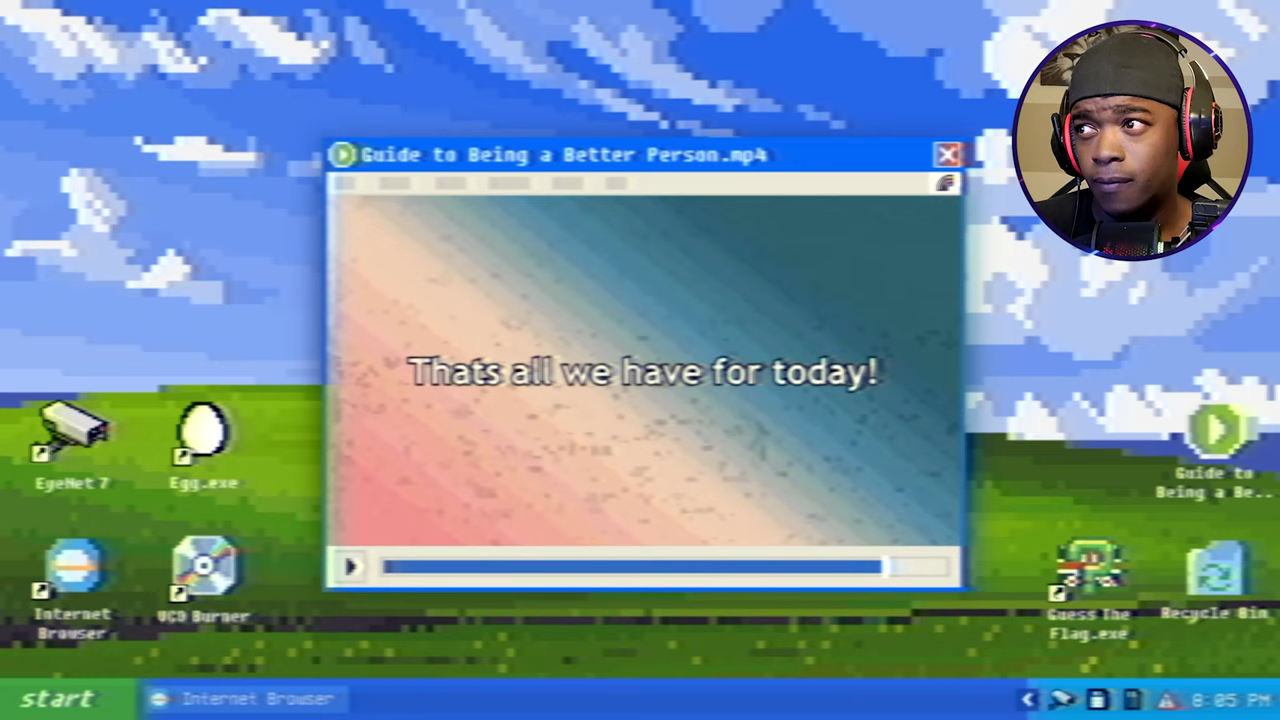 Guide to Being a Better Person.mp4
Thats all we have for today!
EyeNet 7
Egg.exe
Guide to
Being a Be..
Internet
Browser
VCD Burner
Guess The
Flag.exe
Recycle Bin
start
Internet Browser
8:05 PM